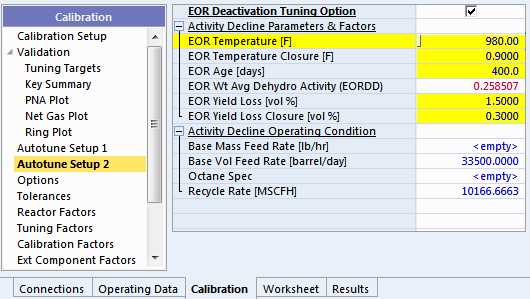 Calibration
Calibration Setup
Validation
Tuning Targets
Key Summary
PNA Plot
Net Gas Plot
Ring Plot
Autotune Setup 1
Autotune Setup 2
Options
Tolerances
Reactor Factors
Tuning Factors
Calibration Factors
Ext Component Factors
EOR Deactivation Tuning Option
Activity Decline Parameters & Factors
EOR Temperature [F] 980.00
EOR Temperature Closure [F] 0.9000
EOR Age [days] 400.0
EOR Wt Avg Dehydro Activity (EORDD) 0.258507
EOR Yield Loss [vol %] 1.5000
EOR Yield Loss Closure [vol %] 0.3000
Activity Decline Operating Condition
Base Mass Feed Rate [lb/hr] <empty>
Base Vol Feed Rate [barrel/day] 33500.0000
Octane Spec <empty>
Recycle Rate [MSCFH] 10166.6663
Connections Operating Data Calibration Worksheet Results